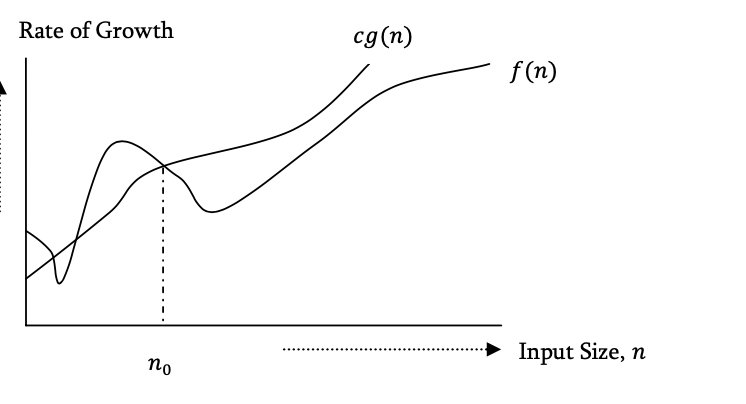 Rate of Growth
cg(n)
f(n)
n₀
Input Size, n